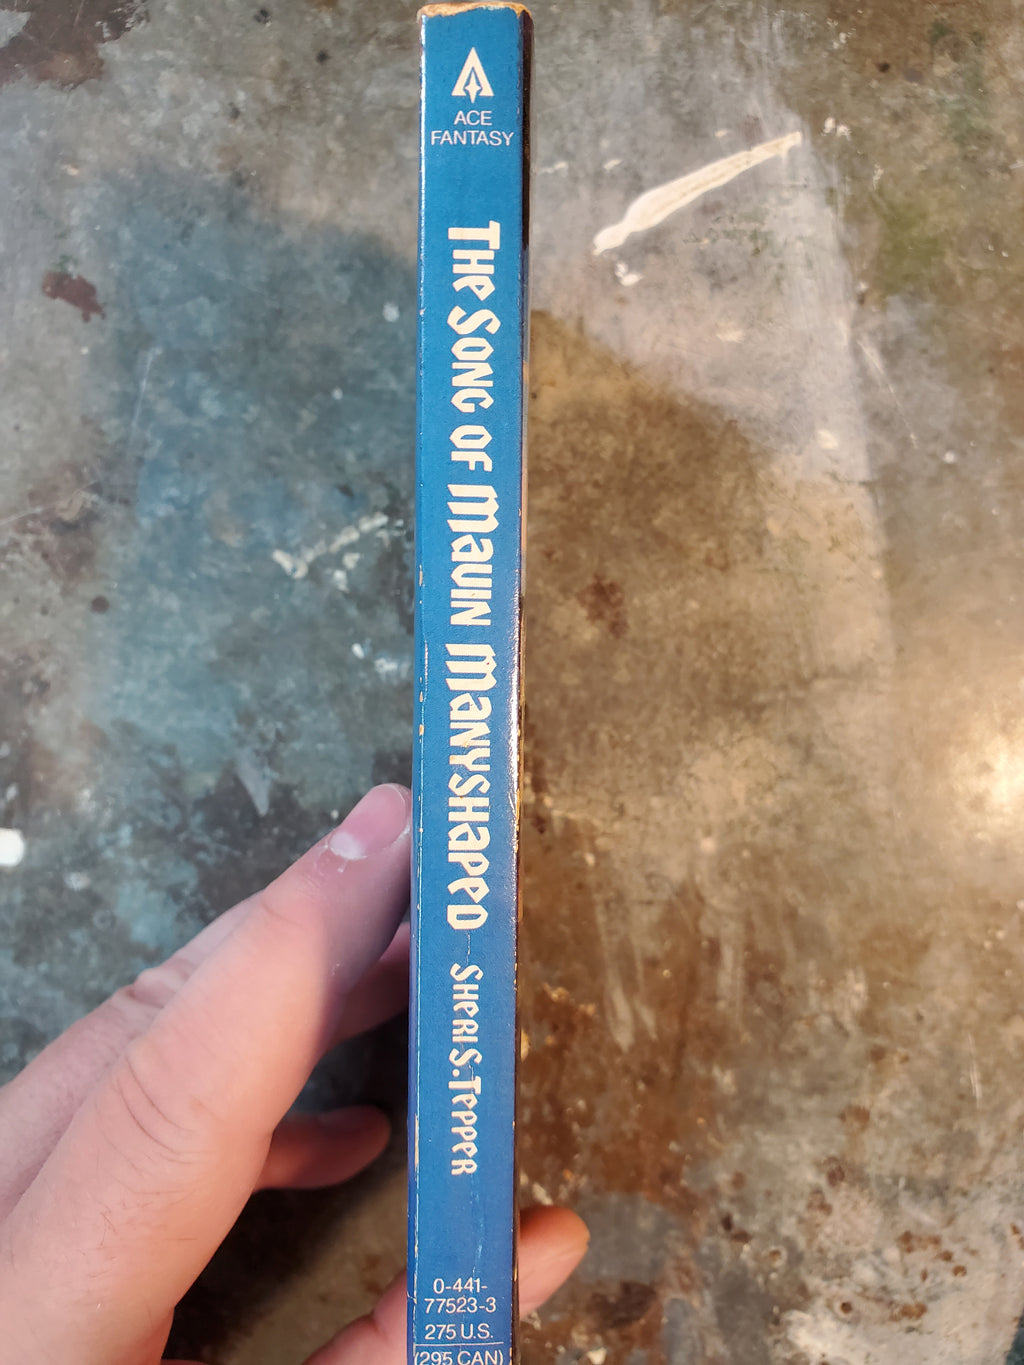 ACE
FANTASY
THE SONG OF MAVIN MANYSHAPED
SHERI S. TEPPER
0-441-
77523-3
275 U.S.
(295 CAN)